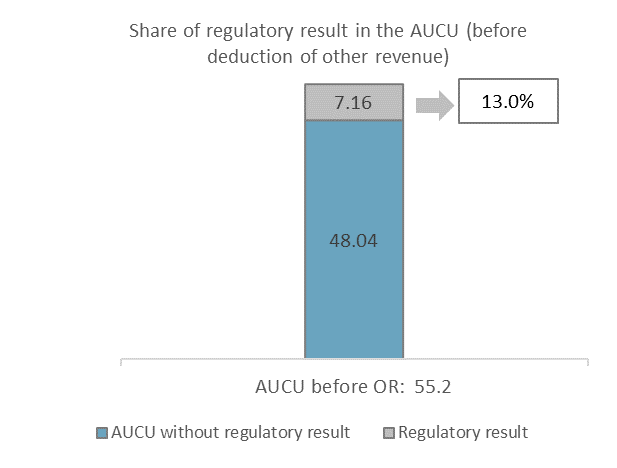 Share of regulatory result in the AUCU (before
deduction of other revenue)
7.16
13.0%
48.04
AUCU before OR: 55.2
AUCU without regulatory result
Regulatory result